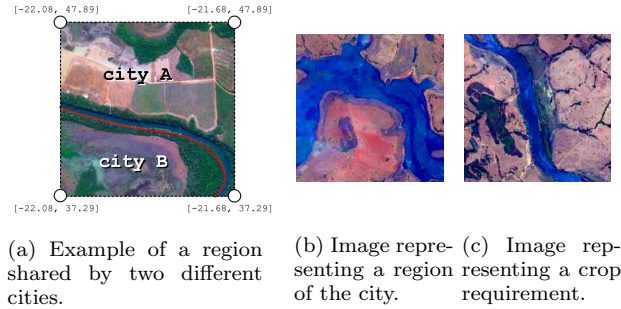 [-22.08, 47.89] [-21.68, 47.89]
city A
city B
[-22.08, 37.29] [-21.68, 37.29]
(a) Example of a region
shared by two different
cities.
(b) Image repre-
senting a region
of the city.
(c) Image rep-
resenting a crop
requirement.